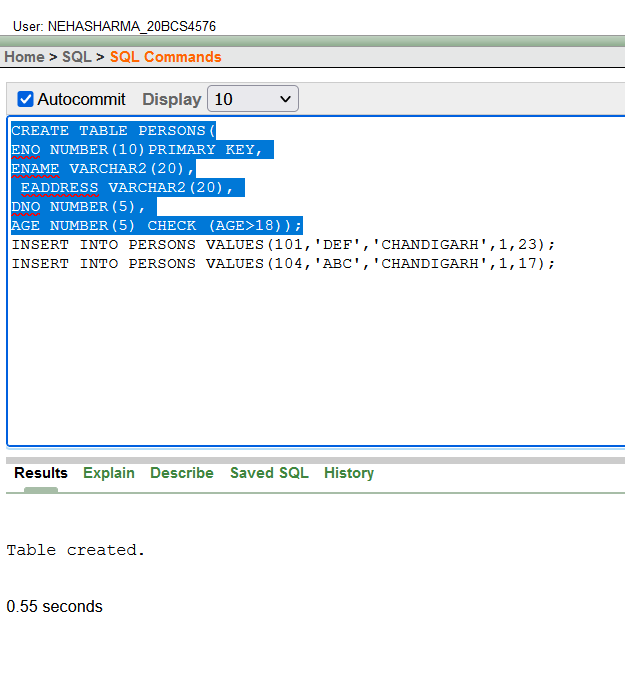 User: NEHASHARMA_20BCS4576
Home > SQL > SQL Commands
Autocommit Display 10
CREATE TABLE PERSONS(
ENO NUMBER(10)PRIMARY KEY,
ENAME VARCHAR2(20),
EADDRESS VARCHAR2(20),
DNO NUMBER(5),
AGE NUMBER(5) CHECK (AGE>18));
INSERT INTO PERSONS VALUES(101,'DEF','CHANDIGARH',1,23);
INSERT INTO PERSONS VALUES(104,'ABC','CHANDIGARH',1,17);
Results Explain Describe Saved SQL History
Table created.
0.55 seconds